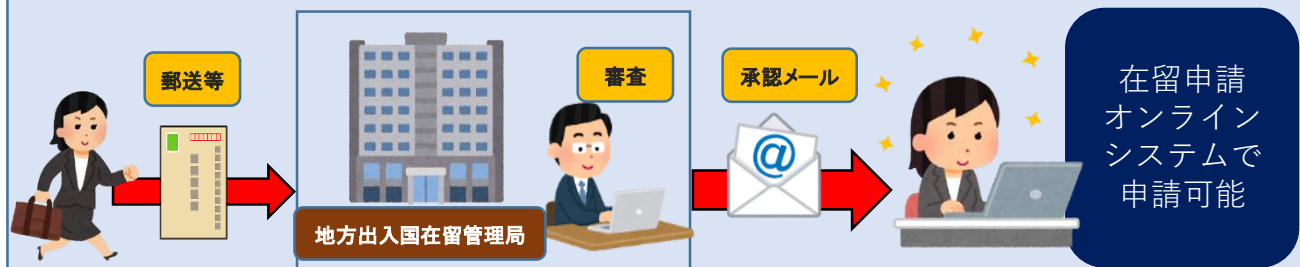 郵送等
審査
承認メール
地方出入国在留管理局
@
在留申請
オンライン
システムで
申請可能